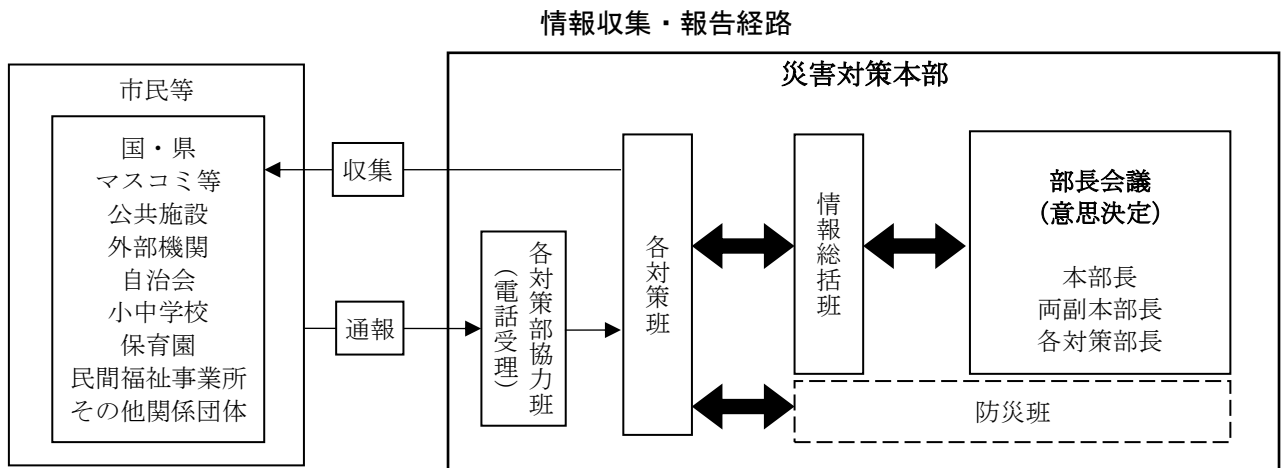 情報収集・報告経路
市民等
国・県
マスコミ等
公共施設
外部機関
自治会
小中学校
保育園
民間福祉事業所
その他関係団体
収集
通報
災害対策本部
各対策部協力班
(電話受理)
各対策班
情報総括班
部長会議
(意思決定)
本部長
両副本部長
各対策部長
防災班